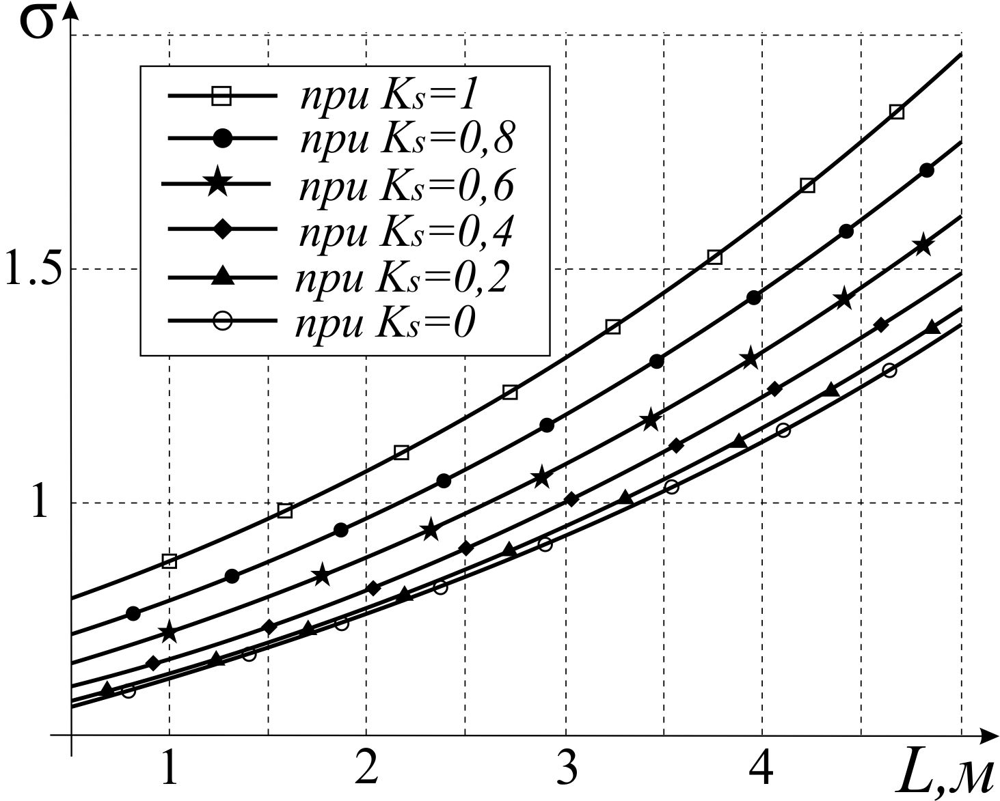 σ
при Ks=1
при Ks=0,8
при Ks=0,6
при Ks=0,4
при Ks=0,2
при Ks=0
1.5
1
1 2 3 4 L,м